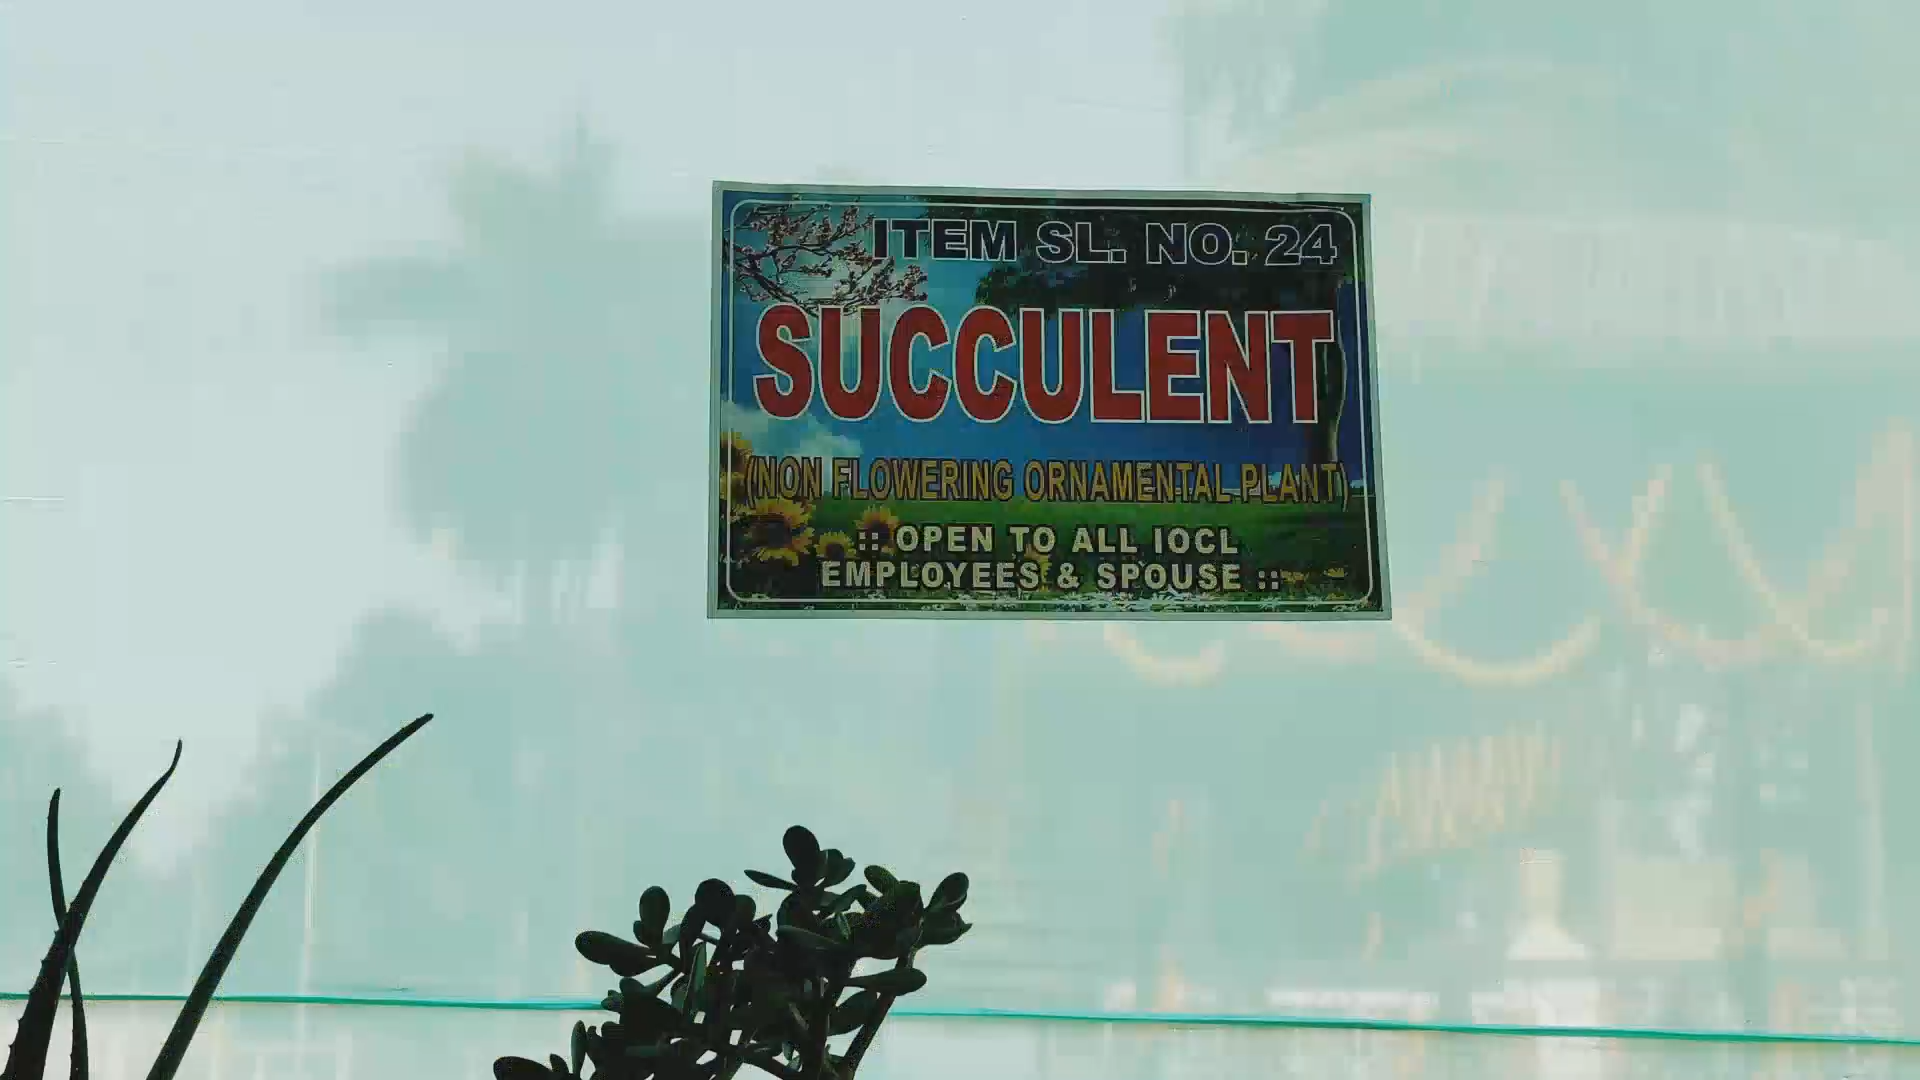 ITEM SL. NO. 24
SUCCULENT
(NON FLOWERING ORNAMENTAL PLANT)
:: OPEN TO ALL IOCL
EMPLOYEES & SPOUSE ::